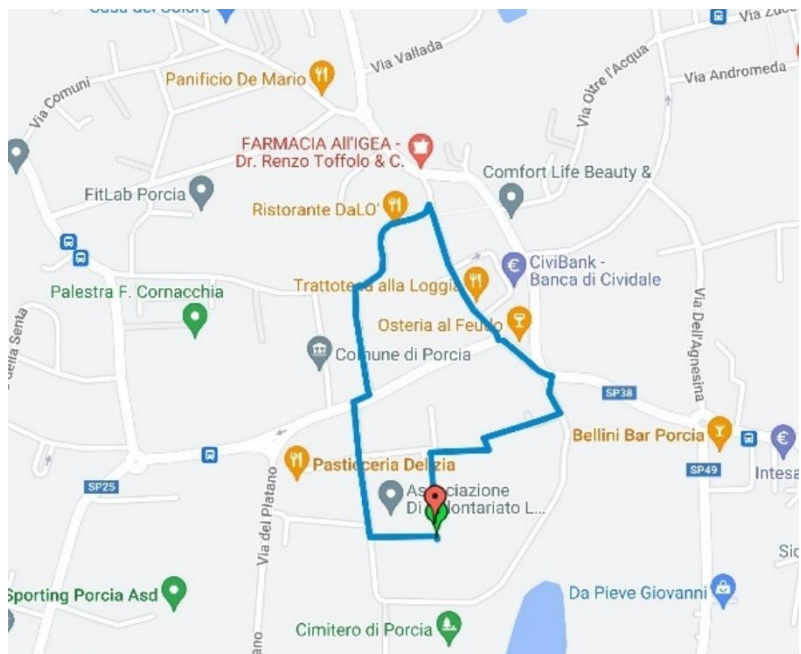 Casa del Colore
Via Zucc
Via Vallada
Panificio De Mario
Via Andromeda
Via Comuni
Via Oltre l'Acqua
FARMACIA All'IGEA -
Dr. Renzo Toffolo & C.
Comfort Life Beauty &
FitLab Porcia
Ristorante DaLO'
CiviBank -
Banca di Cividale
Trattoria alla Loggia
Palestra F. Cornacchia
Osteria al Feudo
Via Dell'Agnesina
della Senta
Comune di Porcia
SP38
Bellini Bar Porcia
Pasticceria Delizia
SP49
Intesa
SP25
Associazione
Di Volontariato L...
Via del Platano
Sporting Porcia Asd
Da Pieve Giovanni
Cimitero di Porcia